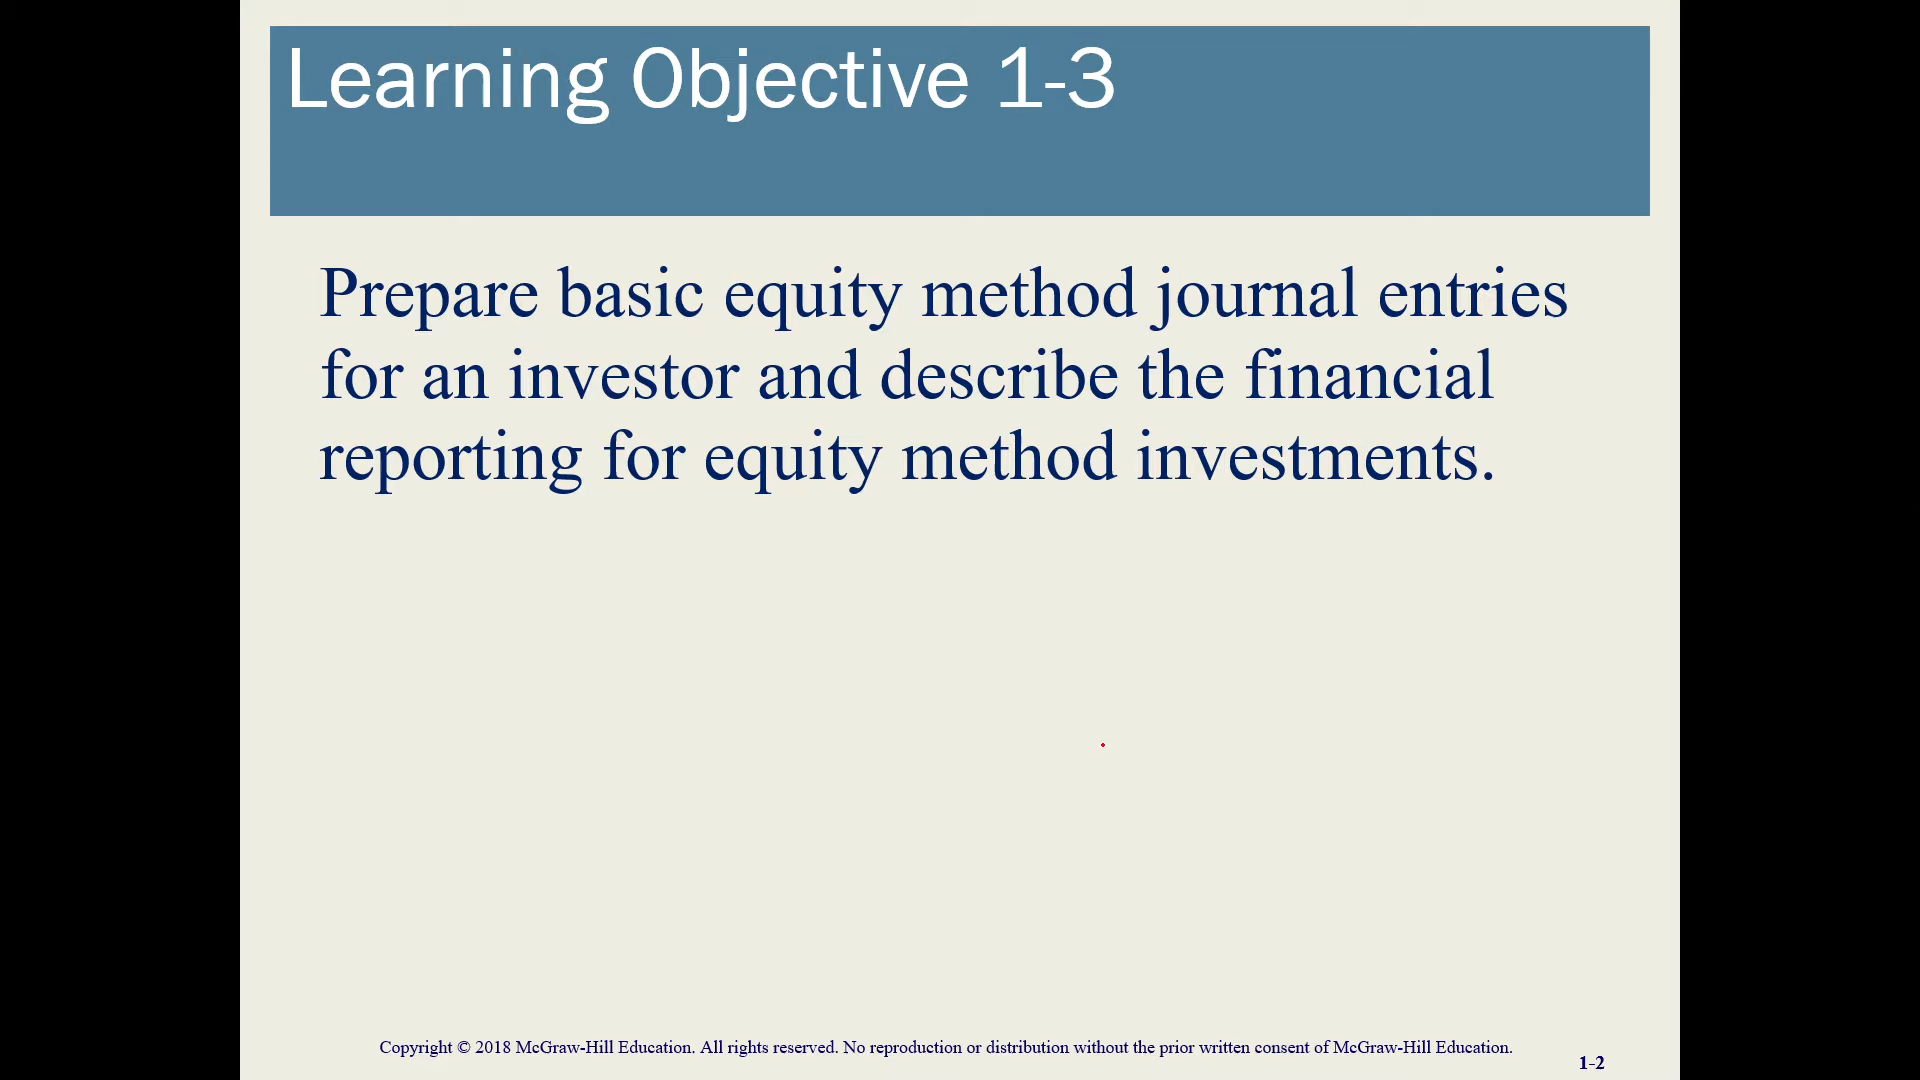 Learning Objective 1-3
Prepare basic equity method journal entries
for an investor and describe the financial
reporting for equity method investments.
Copyright © 2018 McGraw-Hill Education. All rights reserved. No reproduction or distribution without the prior written consent of McGraw-Hill Education.
1-2